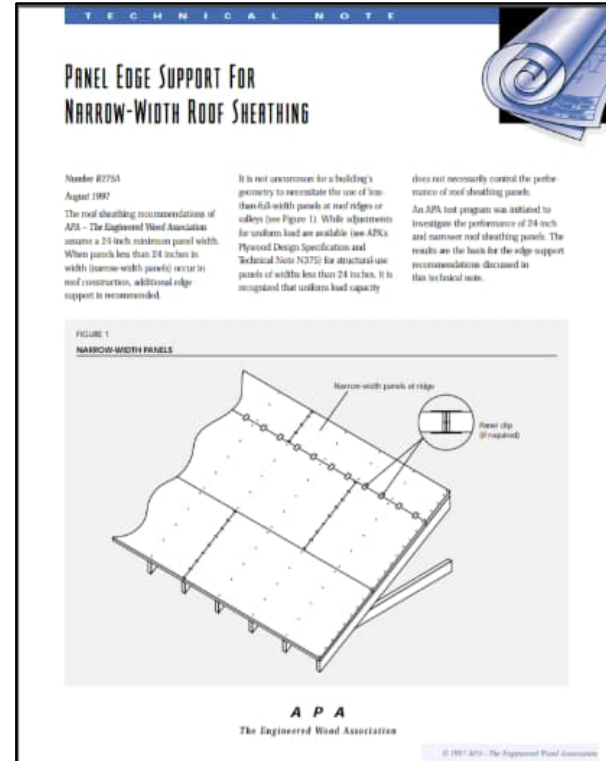 TECHNICAL NOTE
PANEL EDGE SUPPORT FOR
NARROW-WIDTH ROOF SHEATHING
Number R275A
August 1997
The roof sheathing recommendations of
APA – The Engineered Wood Association
assume a 24-inch minimum panel width.
When panels less than 24 inches in
width (narrow-width panels) occur in
roof construction, additional edge
support is recommended.
It is not uncommon for a building's
geometry to necessitate the use of less-
than-full-width panels at roof ridges or
valleys (see Figure 1). While adjustments
for uniform load are available (see APA's
Plywood Design Specification and
Technical Note N375) for structural-use
panels of widths less than 24 inches. It is
recognized that uniform load capacity
does not necessarily control the perfor-
mance of roof sheathing panels.
An APA test program was initiated to
investigate the performance of 24-inch
and narrower roof sheathing panels. The
results are the basis for the edge support
recommendations discussed in
this technical note.
FIGURE 1
NARROW-WIDTH PANELS
Narrow-width panels at ridge
Panel clip
(if required)
APA
The Engineered Wood Association
© 1997 APA - The Engineered Wood Association